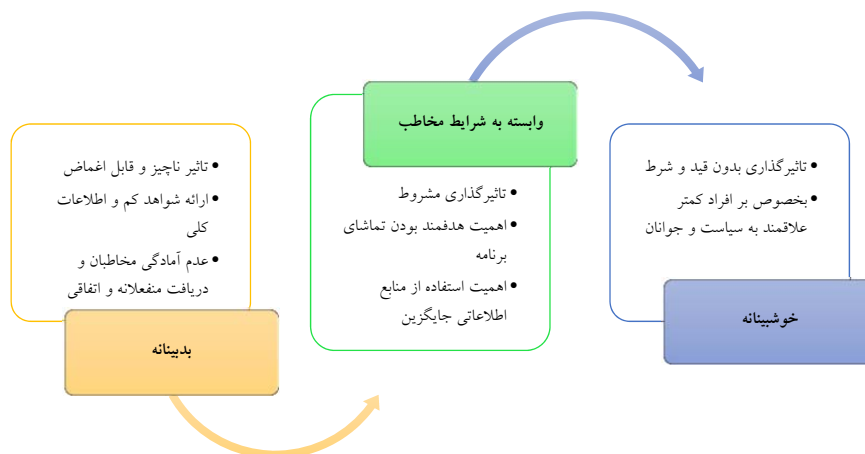 تاثیر ناچیز و قابل اغماض
ارائه شواهد کم و اطلاعات
کلی
عدم آمادگی مخاطبان و
دریافت منفعلانه و اتفاقی
بدبینانه
وابسته به شرایط مخاطب
تاثیرگذاری مشروط
اهمیت هدفمند بودن تماشای
برنامه
اهمیت استفاده از منابع
اطلاعاتی جایگزین
تاثیرگذاری بدون قید و شرط
بخصوص بر افراد کمتر
علاقمند به سیاست و جوانان
خوشبینانه